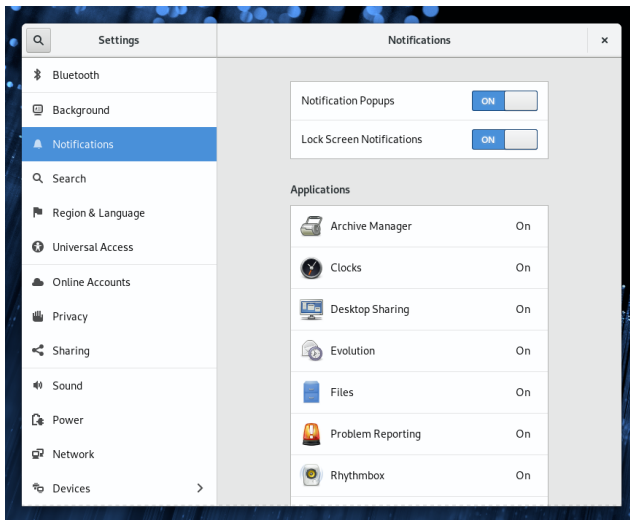 Settings
Notifications
×
Bluetooth
Background
Notifications
Search
Region & Language
Universal Access
Online Accounts
Privacy
Sharing
Sound
Power
Network
Devices
Notification Popups ON
Lock Screen Notifications ON
Applications
Archive Manager On
Clocks On
Desktop Sharing On
Evolution On
Files On
Problem Reporting On
Rhythmbox On